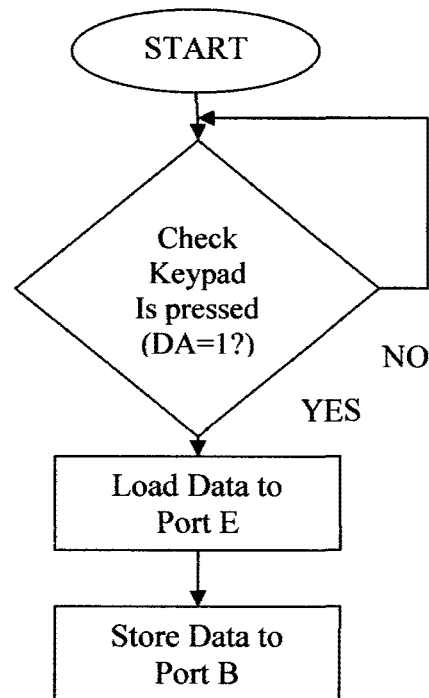 START
Check
Keypad
Is pressed
(DA=1?)
NO
YES
Load Data to
Port E
Store Data to
Port B